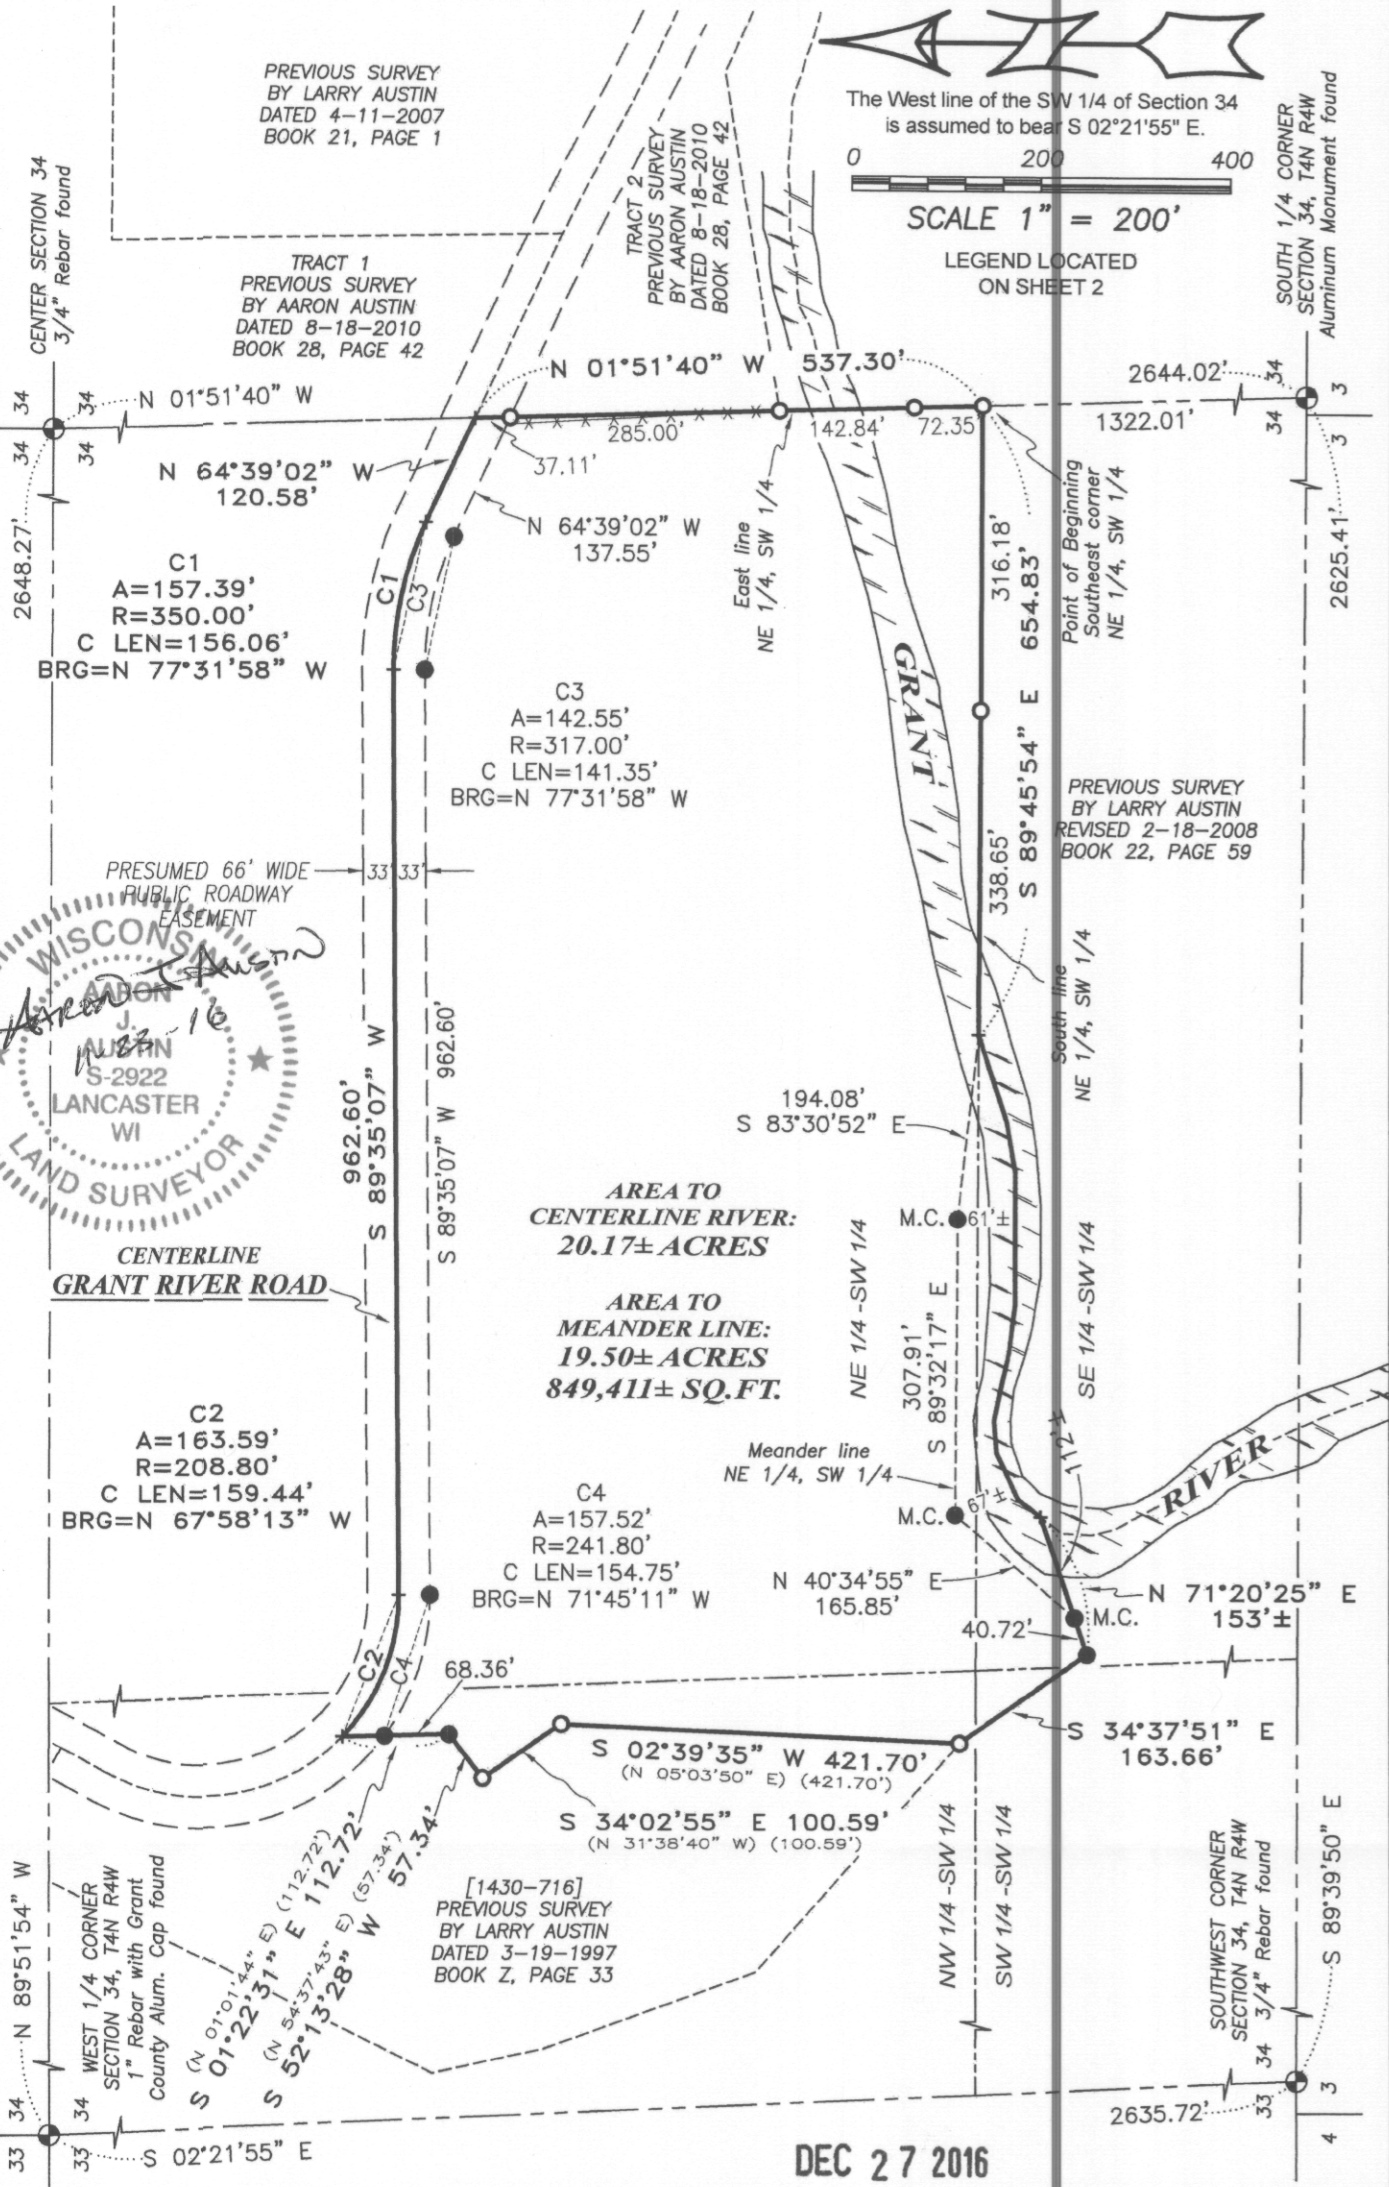 The West line of the SW 1/4 of Section 34
is assumed to bear S 02°21'55" E.
0 200 400
SCALE 1" = 200'
LEGEND LOCATED
ON SHEET 2
PREVIOUS SURVEY
BY LARRY AUSTIN
DATED 4-11-2007
BOOK 21, PAGE 1
TRACT 2
PREVIOUS SURVEY
BY AARON AUSTIN
DATED 8-18-2010
BOOK 28, PAGE 42
SOUTH 1/4 CORNER
SECTION 34, T4N R4W
Aluminum Monument found
CENTER SECTION 34
3/4" Rebar found
TRACT 1
PREVIOUS SURVEY
BY AARON AUSTIN
DATED 8-18-2010
BOOK 28, PAGE 42
N 01°51'40" W 537.30'
2644.02'
34
3
34
3
34
34
34
34
N 01°51'40" W
285.00'
142.84'
72.35'
1322.01'
37.11'
N 64°39'02" W
120.58'
N 64°39'02" W
137.55'
2648.27'
2625.41'
East line
NE 1/4, SW 1/4
Point of Beginning
Southeast corner
NE 1/4, SW 1/4
316.18'
S 89°45'54" E 654.83'
338.65'
C1
A=157.39'
R=350.00'
C LEN=156.06'
BRG=N 77°31'58" W
C1
C3
C3
A=142.55'
R=317.00'
C LEN=141.35'
BRG=N 77°31'58" W
GRANT
PREVIOUS SURVEY
BY LARRY AUSTIN
REVISED 2-18-2008
BOOK 22, PAGE 59
PRESUMED 66' WIDE
PUBLIC ROADWAY
EASEMENT
33' 33'
WISCONSIN
AARON
J.
AUSTIN
S-2922
LANCASTER
WI
LAND SURVEYOR
Aaron J Austin
11-23-16
South line
NE 1/4, SW 1/4
962.60'
S 89°35'07" W
S 89°35'07" W 962.60'
194.08'
S 83°30'52" E
M.C.
61'±
AREA TO
CENTERLINE RIVER:
20.17± ACRES
AREA TO
MEANDER LINE:
19.50± ACRES
849,411± SQ.FT.
CENTERLINE
GRANT RIVER ROAD
NE 1/4 -SW 1/4
307.91'
S 89°32'17" E
SE 1/4 -SW 1/4
C2
A=163.59'
R=208.80'
C LEN=159.44'
BRG=N 67°58'13" W
Meander line
NE 1/4, SW 1/4
112'±
RIVER
C4
A=157.52'
R=241.80'
C LEN=154.75'
BRG=N 71°45'11" W
M.C.
67'±
N 40°34'55" E
165.85'
N 71°20'25" E
153'±
M.C.
40.72'
C2
C4
68.36'
S 34°37'51" E
163.66'
S 02°39'35" W 421.70'
(N 05°03'50" E) (421.70')
S 34°02'55" E 100.59'
(N 31°38'40" W) (100.59')
(N 01°01'44" E) (112.72')
S 01°22'31" E 112.72'
(N 54°37'43" E) (57.34')
S 52°13'28" W 57.34'
[1430-716]
PREVIOUS SURVEY
BY LARRY AUSTIN
DATED 3-19-1997
BOOK Z, PAGE 33
NW 1/4 -SW 1/4
SW 1/4 -SW 1/4
N 89°51'54" W
WEST 1/4 CORNER
SECTION 34, T4N R4W
1" Rebar with Grant
County Alum. Cap found
SOUTHWEST CORNER
SECTION 34, T4N R4W
3/4" Rebar found
S 89°39'50" E
34
34
33
33
S 02°21'55" E
2635.72'
34
33
3
4
DEC 27 2016